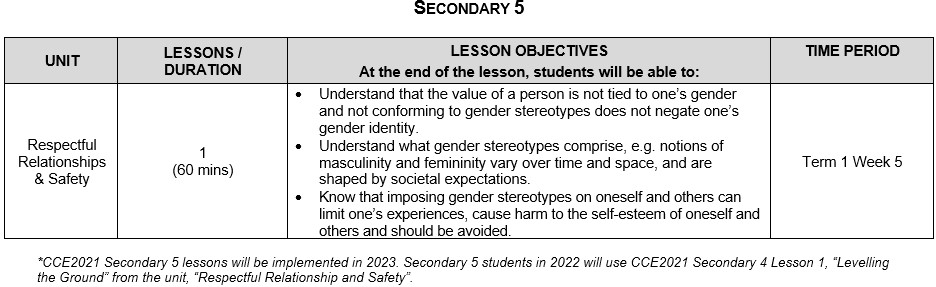 SECONDARY 5
UNIT
LESSONS /
DURATION
LESSON OBJECTIVES
At the end of the lesson, students will be able to:
TIME PERIOD
Respectful
Relationships
& Safety
1
(60 mins)
• Understand that the value of a person is not tied to one's gender
and not conforming to gender stereotypes does not negate one's
gender identity.
• Understand what gender stereotypes comprise, e.g. notions of
masculinity and femininity vary over time and space, and are
shaped by societal expectations.
• Know that imposing gender stereotypes on oneself and others can
limit one's experiences, cause harm to the self-esteem of oneself and
others and should be avoided.
Term 1 Week 5
*CCE2021 Secondary 5 lessons will be implemented in 2023. Secondary 5 students in 2022 will use CCE2021 Secondary 4 Lesson 1, "Levelling
the Ground" from the unit, "Respectful Relationship and Safety".